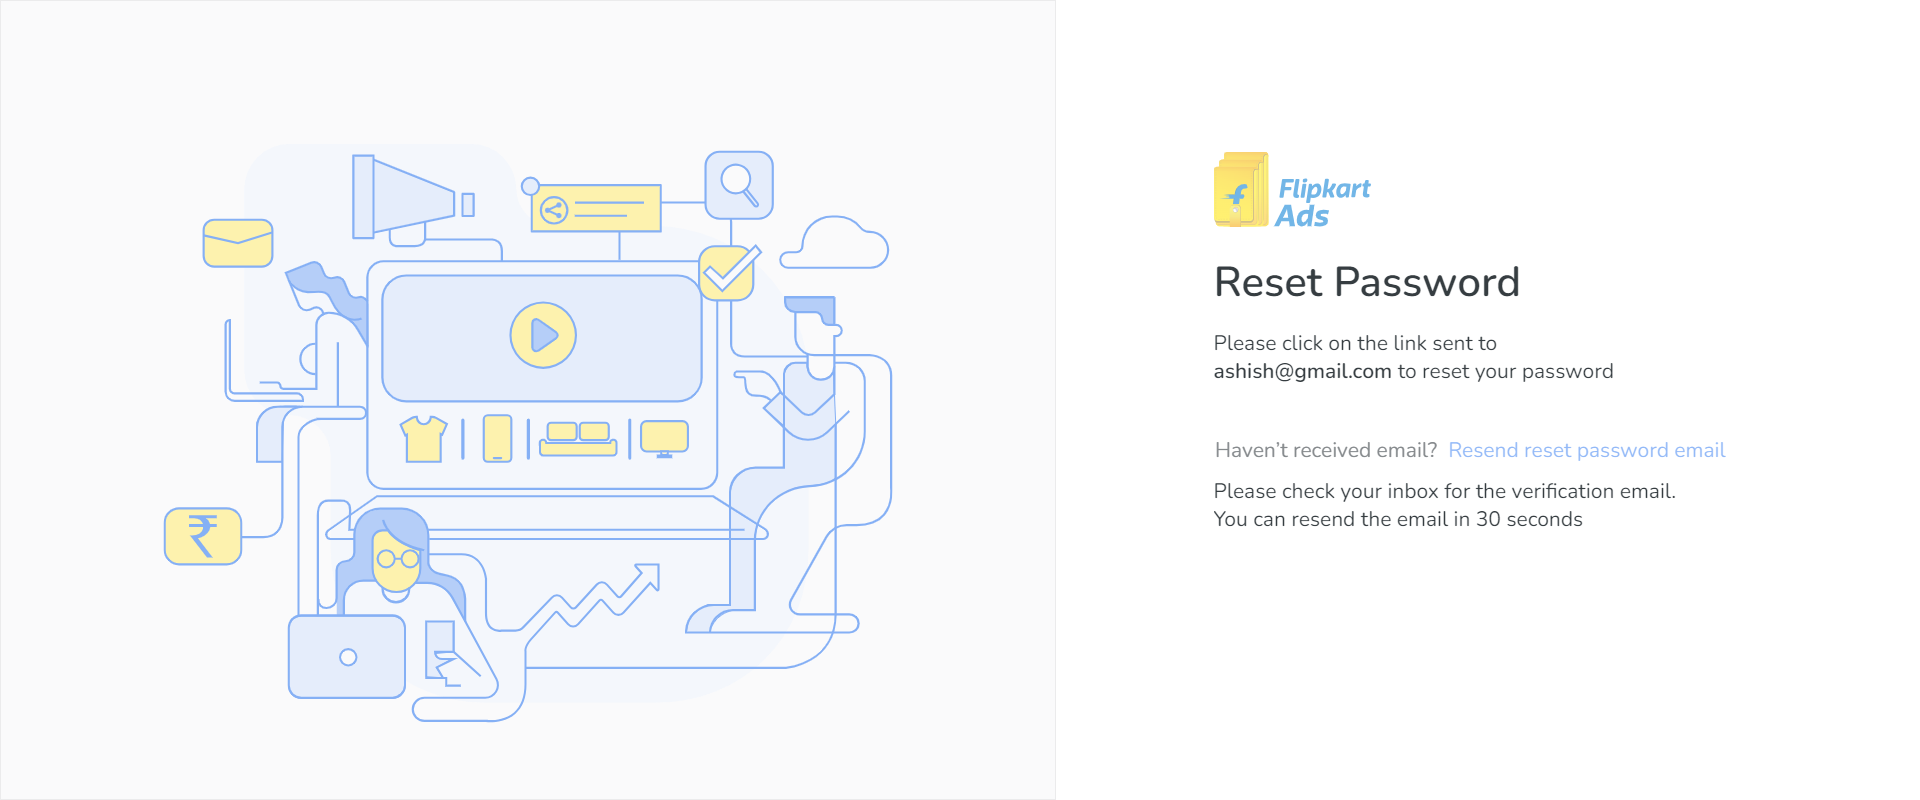 ₹
f Flipkart
Ads
Reset Password
Please click on the link sent to
ashish@gmail.com to reset your password
Haven’t received email? Resend reset password email
Please check your inbox for the verification email.
You can resend the email in 30 seconds